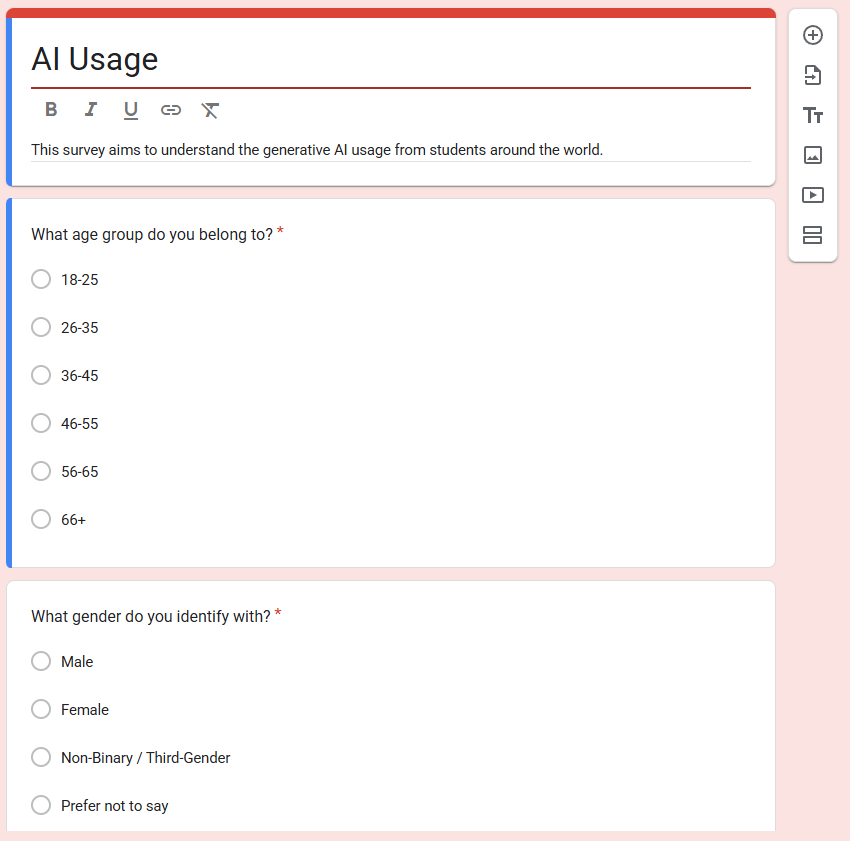 AI Usage
B I U
This survey aims to understand the generative AI usage from students around the world.
What age group do you belong to? *
18-25
26-35
36-45
46-55
56-65
66+
What gender do you identify with? *
Male
Female
Non-Binary / Third-Gender
Prefer not to say